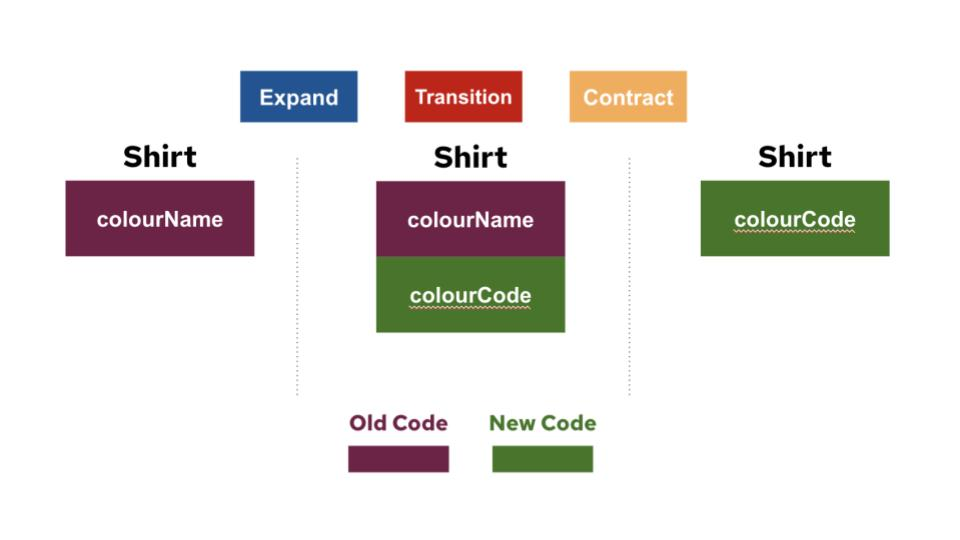 Expand
Transition
Contract
Shirt
Shirt
Shirt
colourName
colourName
colourCode
colourCode
Old Code
New Code